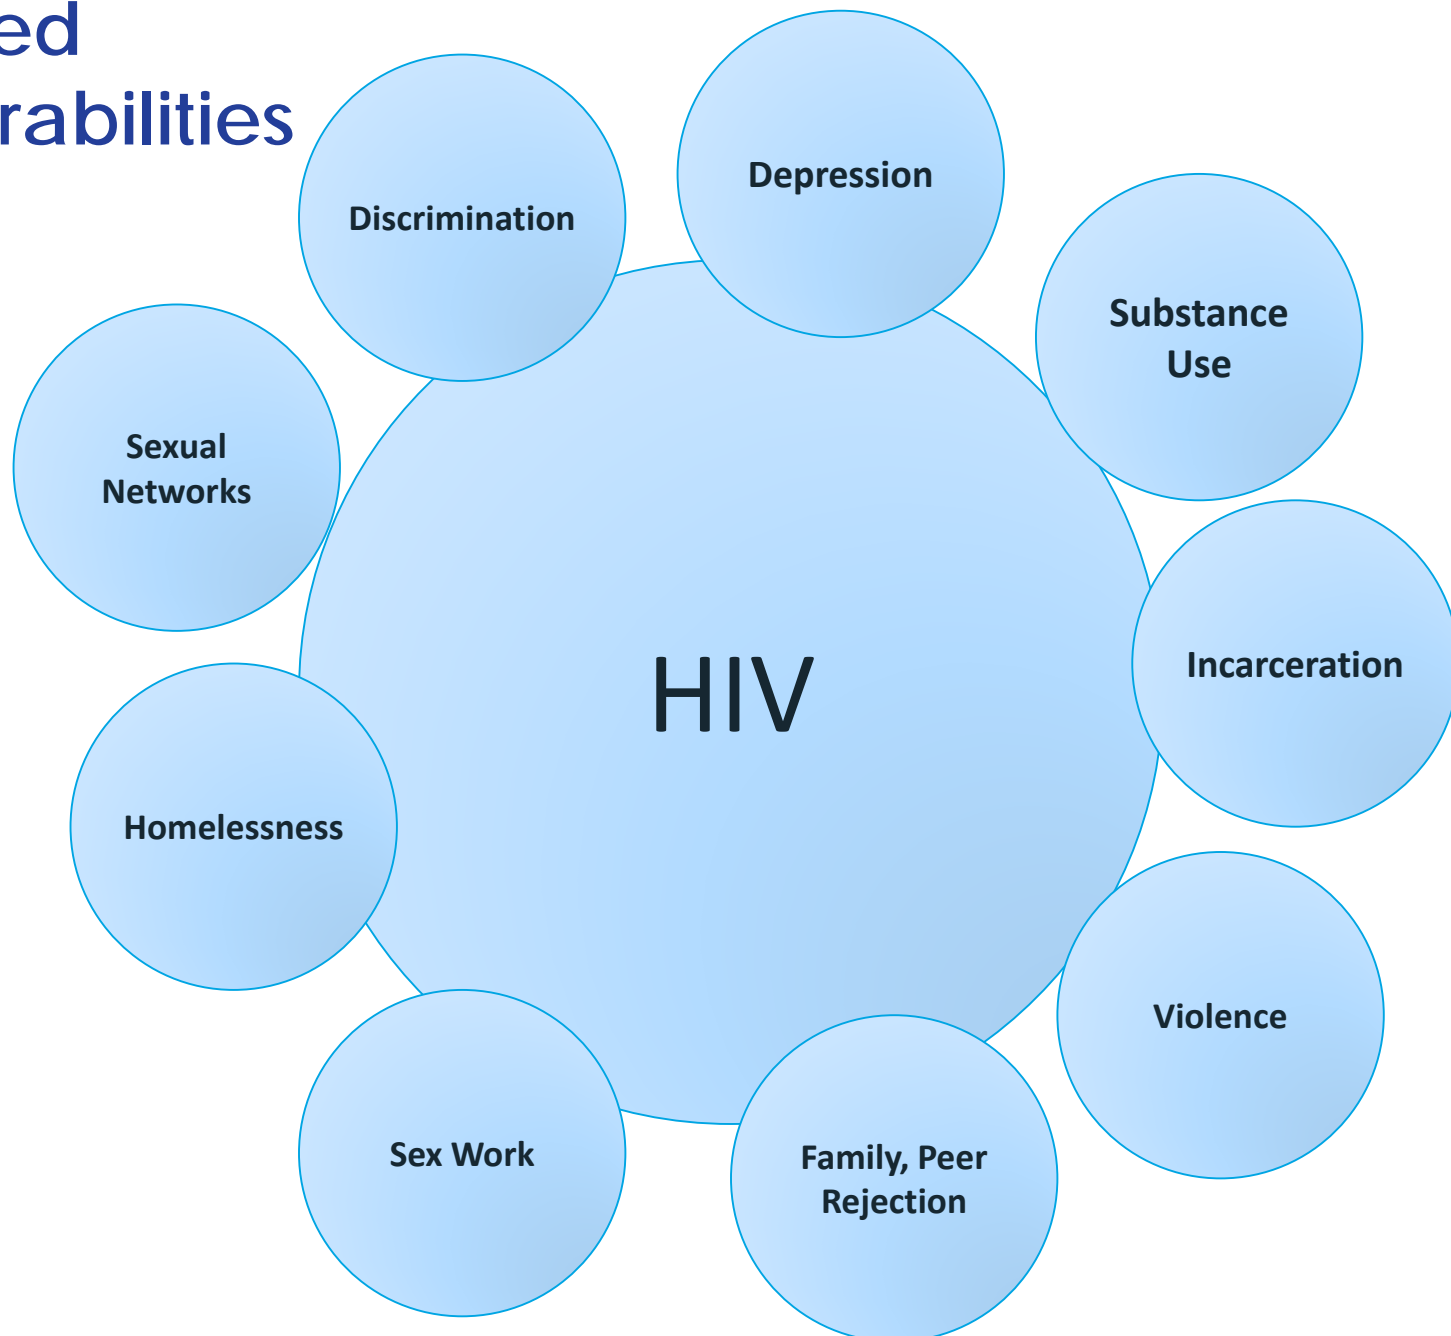 ed
rabilities
Depression
Discrimination
Substance
Use
Sexual
Networks
Incarceration
HIV
Homelessness
Violence
Sex Work
Family, Peer
Rejection